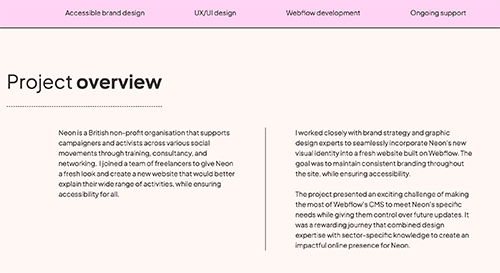 Accessible brand design
UX/UI design
Webflow development
Ongoing support
Project overview
Neon is a British non-profit organisation that supports
campaigners and activists across various social
movements through training, consultancy, and
networking. I joined a team of freelancers to give Neon
a fresh look and create a new website that would better
explain their wide range of activities, while ensuring
accessibility for all.
I worked closely with brand strategy and graphic
design experts to seamlessly incorporate Neon's new
visual identity into a fresh website built on Webflow. The
goal was to maintain consistent branding throughout
the site, while ensuring accessibility.
The project presented an exciting challenge of making
the most of Webflow's CMS to meet Neon's specific
needs while giving them control over future updates. It
was a rewarding journey that combined design
expertise with sector-specific knowledge to create an
impactful online presence for Neon.